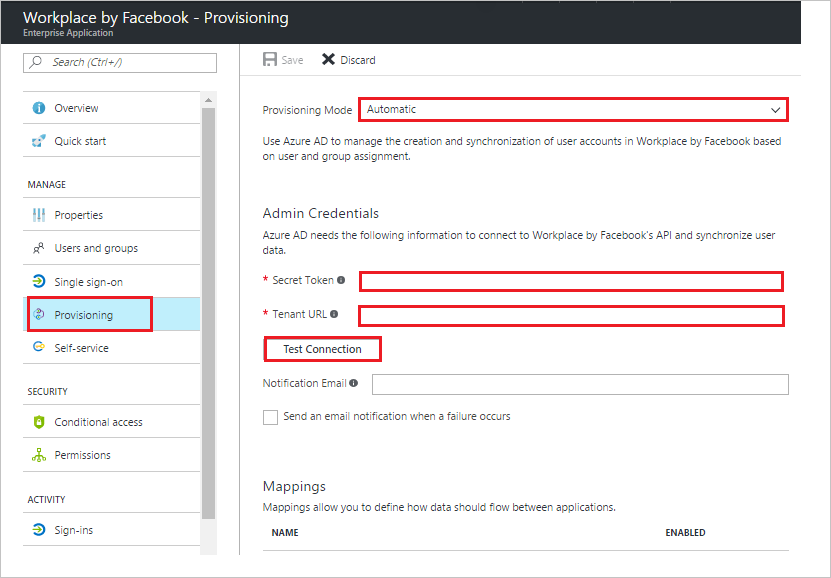 Workplace by Facebook - Provisioning
Enterprise Application
Search (Ctrl+/)
Overview
Quick start
MANAGE
Properties
Users and groups
Single sign-on
Provisioning
Self-service
SECURITY
Conditional access
Permissions
ACTIVITY
Sign-ins
Save
Discard
Provisioning Mode
Automatic
Use Azure AD to manage the creation and synchronization of user accounts in Workplace by Facebook based
on user and group assignment.
Admin Credentials
Azure AD needs the following information to connect to Workplace by Facebook's API and synchronize user
data.
* Secret Token
* Tenant URL
Test Connection
Notification Email
Send an email notification when a failure occurs
Mappings
Mappings allow you to define how data should flow between applications.
NAME ENABLED